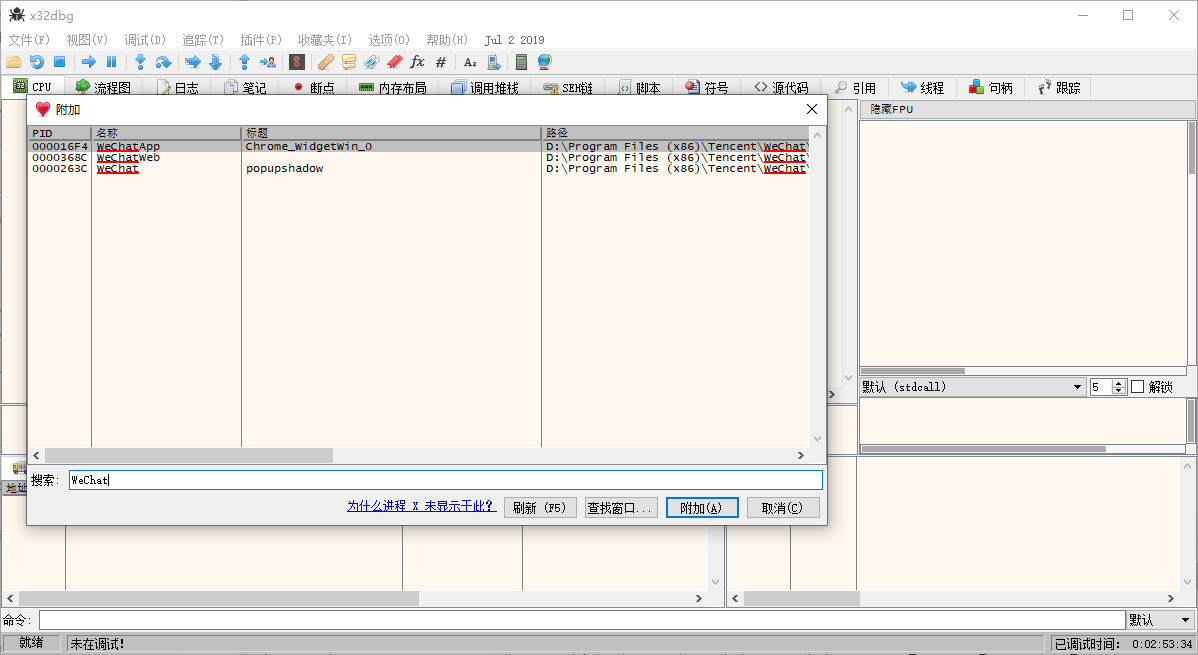 x32dbg
文件(F) 视图(V) 调试(D) 追踪(T) 插件(P) 收藏夹(I) 选项(O) 帮助(H) Jul 2 2019
$ fx # Az
32 CPU 流程图 日志 笔记 断点 内存布局 调用堆栈 SEH链 脚本 符号 源代码 引用 线程 句柄 跟踪
附加
隐藏FPU
PID 名称 标题 路径
000016F4 WeChatApp Chrome_WidgetWin_0 D:\Program Files (x86)\Tencent\WeChat\
0000368C WeChatWeb D:\Program Files (x86)\Tencent\WeChat\
0000263C WeChat popupshadow D:\Program Files (x86)\Tencent\WeChat\
默认 (stdcall) 5 解锁
搜索: WeChat
地址
为什么进程 X 未显示于此? 刷新 (F5) 查找窗口... 附加(A) 取消(C)
命令: 默认
就绪 未在调试! 已调试时间: 0:02:53:34